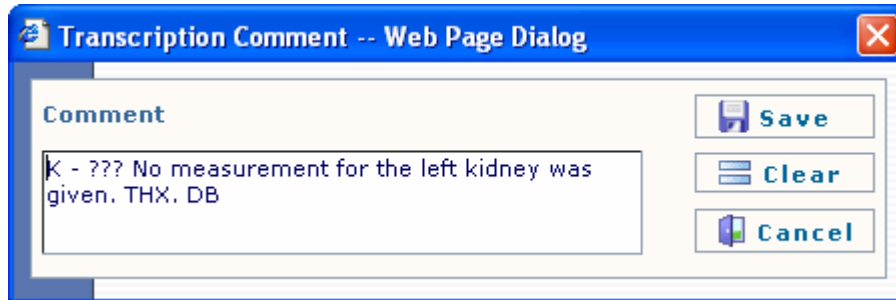 Transcription Comment -- Web Page Dialog
Comment
K - ??? No measurement for the left kidney was
given. THX. DB
Save
Clear
Cancel